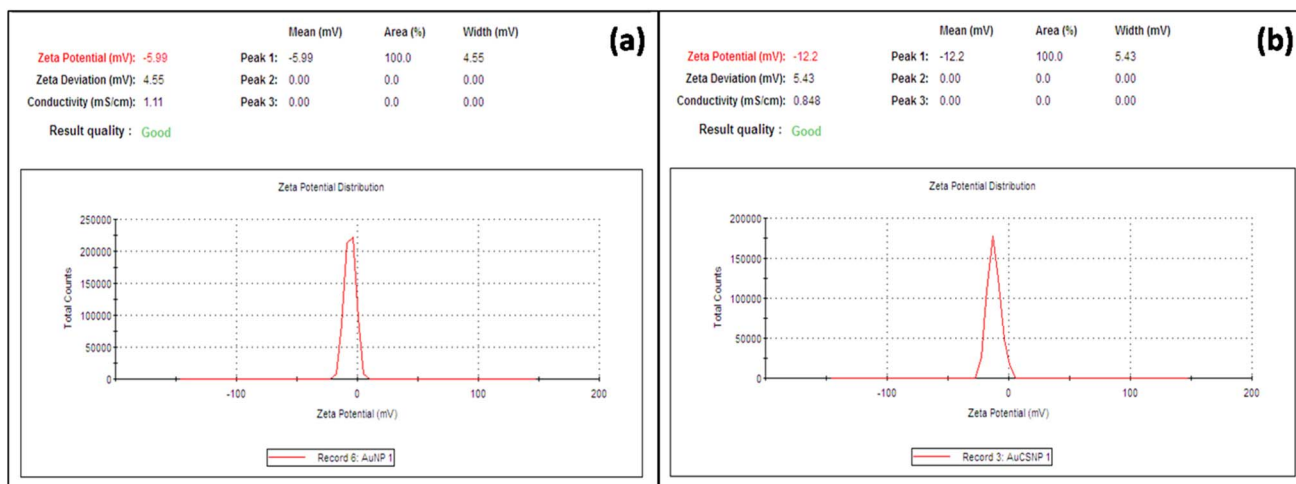 (a)
Mean (mV) Area (%) Width (mV)
Zeta Potential (mV): -5.99 Peak 1: -5.99 100.0 4.55
Zeta Deviation (mV): 4.55 Peak 2: 0.00 0.0 0.00
Conductivity (mS/cm): 1.11 Peak 3: 0.00 0.0 0.00
Result quality : Good
Zeta Potential Distribution
250000
200000
150000
100000
50000
0
-100 0 100 200
Total Counts
Zeta Potential (mV)
Record 6: AuNP 1
(b)
Mean (mV) Area (%) Width (mV)
Zeta Potential (mV): -12.2 Peak 1: -12.2 100.0 5.43
Zeta Deviation (mV): 5.43 Peak 2: 0.00 0.0 0.00
Conductivity (mS/cm): 0.848 Peak 3: 0.00 0.0 0.00
Result quality : Good
Zeta Potential Distribution
200000
150000
100000
50000
0
-100 0 100 200
Total Counts
Zeta Potential (mV)
Record 3: AuCSNP 1